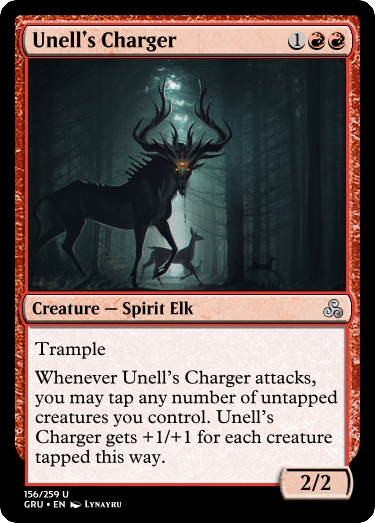 Unell's Charger 1
Creature — Spirit Elk
Trample
Whenever Unell's Charger attacks,
you may tap any number of untapped
creatures you control. Unell's
Charger gets +1/+1 for each creature
tapped this way.
2/2
156/259 U
GRU • EN Lynayru